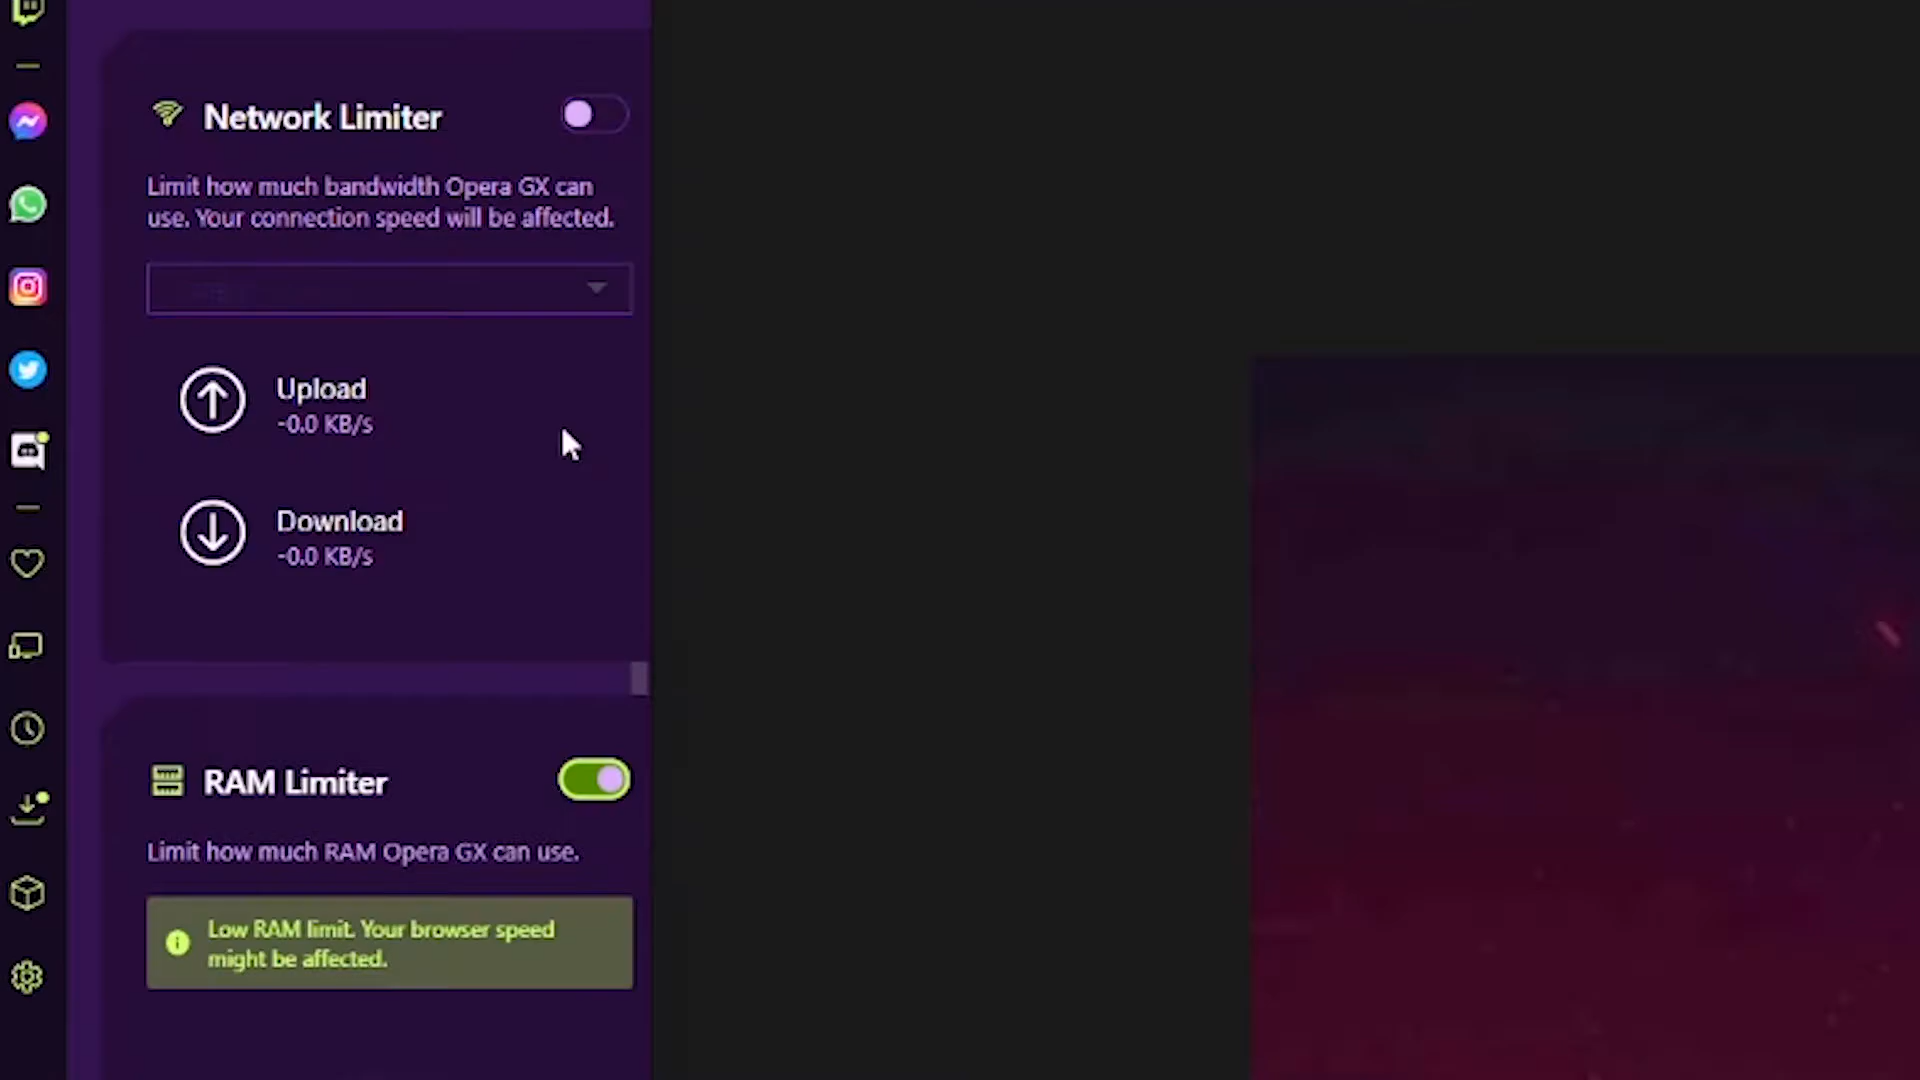 Network Limiter
Limit how much bandwidth Opera GX can
use. Your connection speed will be affected.
Upload
-0.0 KB/s
Download
-0.0 KB/s
RAM Limiter
Limit how much RAM Opera GX can use.
Low RAM limit. Your browser speed
might be affected.